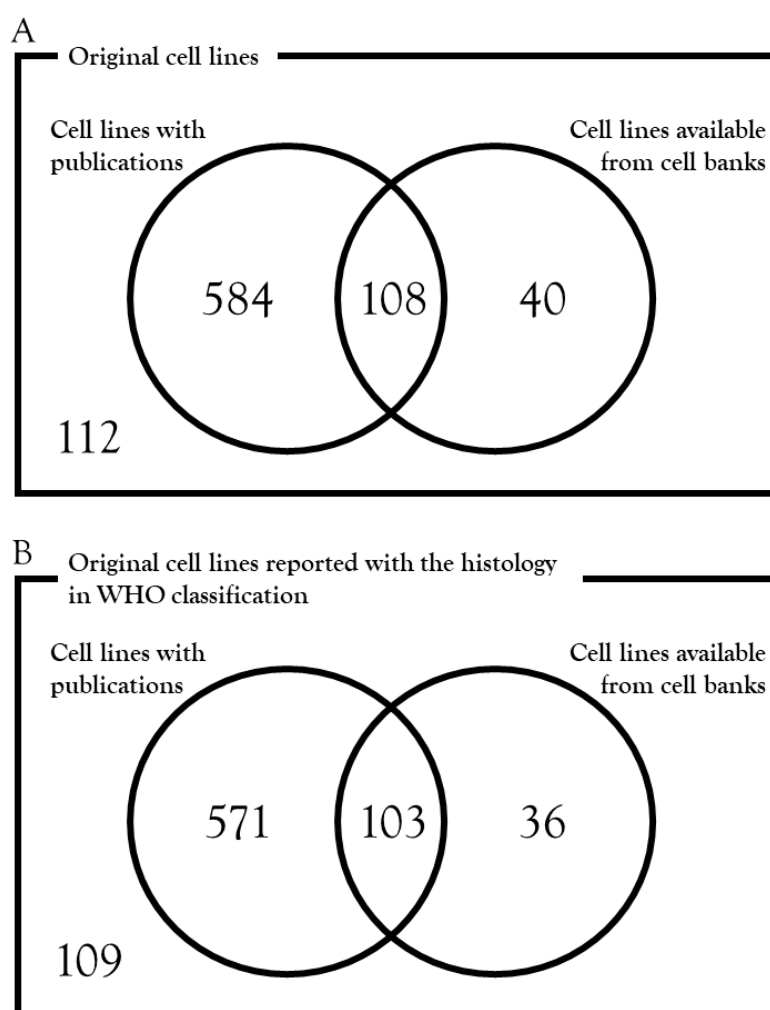 A
Original cell lines
Cell lines with
publications
Cell lines available
from cell banks
584
108
40
112
B
Original cell lines reported with the histology
in WHO classification
Cell lines with
publications
Cell lines available
from cell banks
571
103
36
109